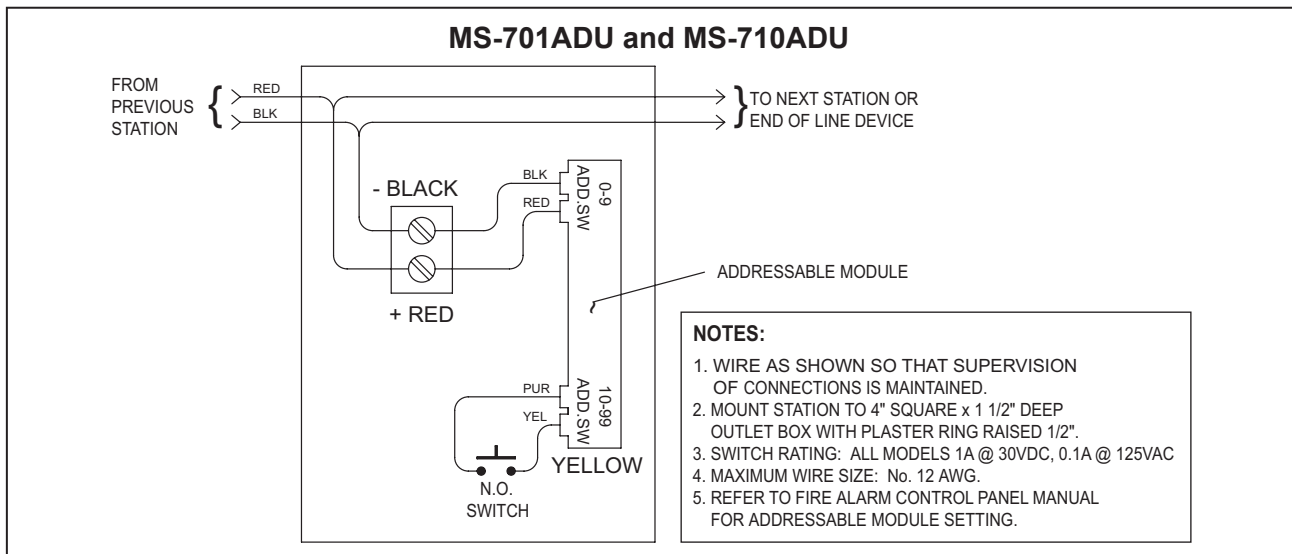 MS-701ADU and MS-710ADU
FROM
PREVIOUS
STATION
RED
BLK
TO NEXT STATION OR
END OF LINE DEVICE
- BLACK
+ RED
BLK
RED
ADD.SW
0-9
ADDRESSABLE MODULE
PUR
YEL
ADD.SW
10-99
YELLOW
N.O.
SWITCH
NOTES:
1. WIRE AS SHOWN SO THAT SUPERVISION
OF CONNECTIONS IS MAINTAINED.
2. MOUNT STATION TO 4" SQUARE x 1 1/2" DEEP
OUTLET BOX WITH PLASTER RING RAISED 1/2".
3. SWITCH RATING: ALL MODELS 1A @ 30VDC, 0.1A @ 125VAC
4. MAXIMUM WIRE SIZE: No. 12 AWG.
5. REFER TO FIRE ALARM CONTROL PANEL MANUAL
FOR ADDRESSABLE MODULE SETTING.